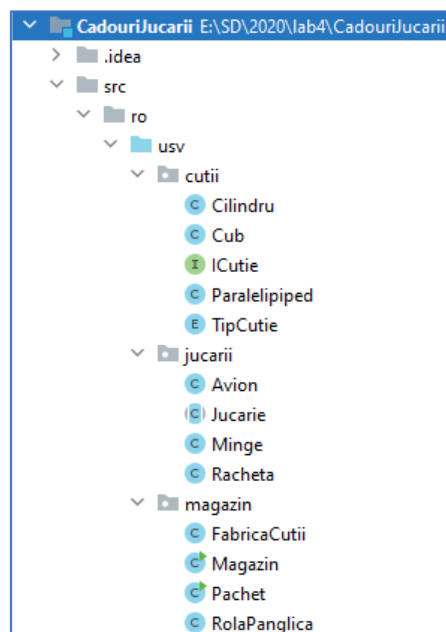 CadouriJucarii E:\SD\2020\lab4\CadouriJucarii
.idea
src
ro
usv
cutii
C Cilindru
C Cub
I ICutie
C Paralelipiped
E TipCutie
jucarii
C Avion
C Jucarie
C Minge
C Racheta
magazin
C FabricaCutii
C Magazin
C Pachet
C RolaPanglica